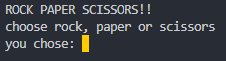 ROCK PAPER SCISSORS!!
choose rock, paper or scissors
you chose: